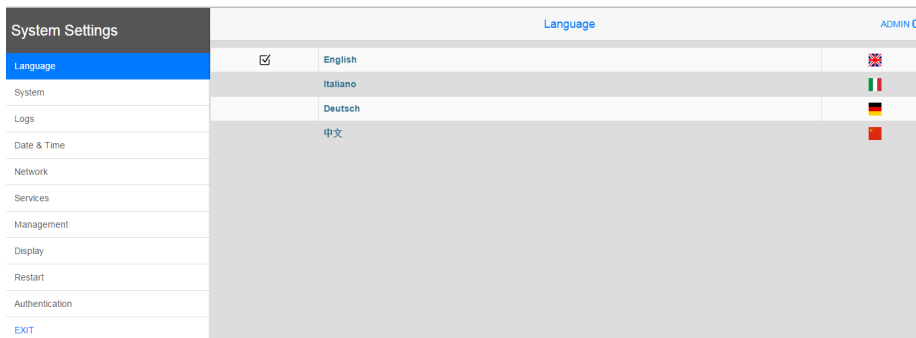 System Settings
Language
ADMIN
Language
English
System
Italiano
Logs
Deutsch
Date & Time
中文
Network
Services
Management
Display
Restart
Authentication
EXIT